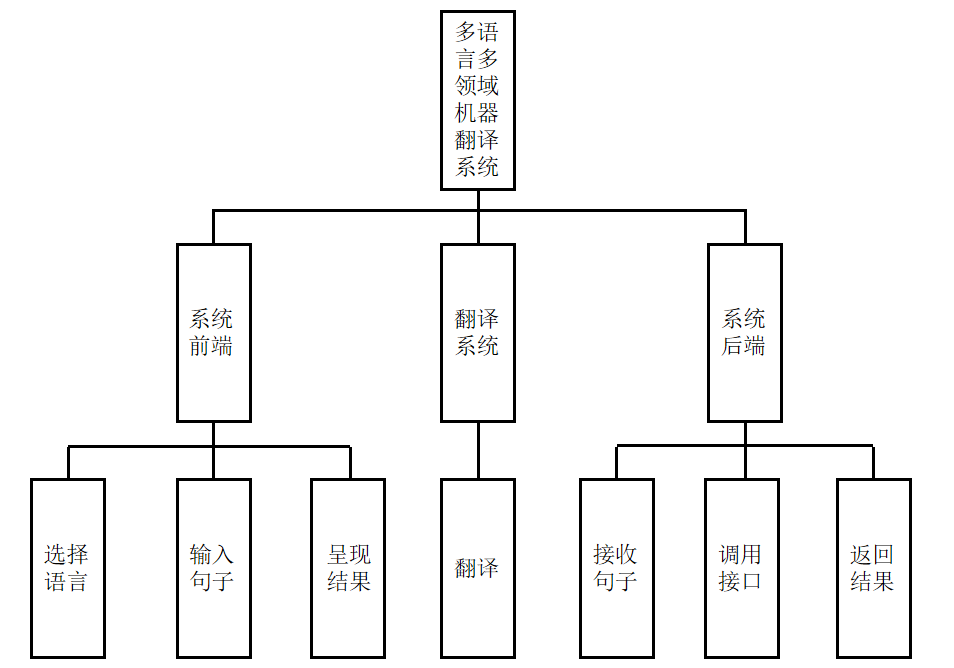 多语
言多
领域
机器
翻译
系统
系统
前端
翻译
系统
系统
后端
选择
语言
输入
句子
呈现
结果
翻译
接收
句子
调用
接口
返回
结果